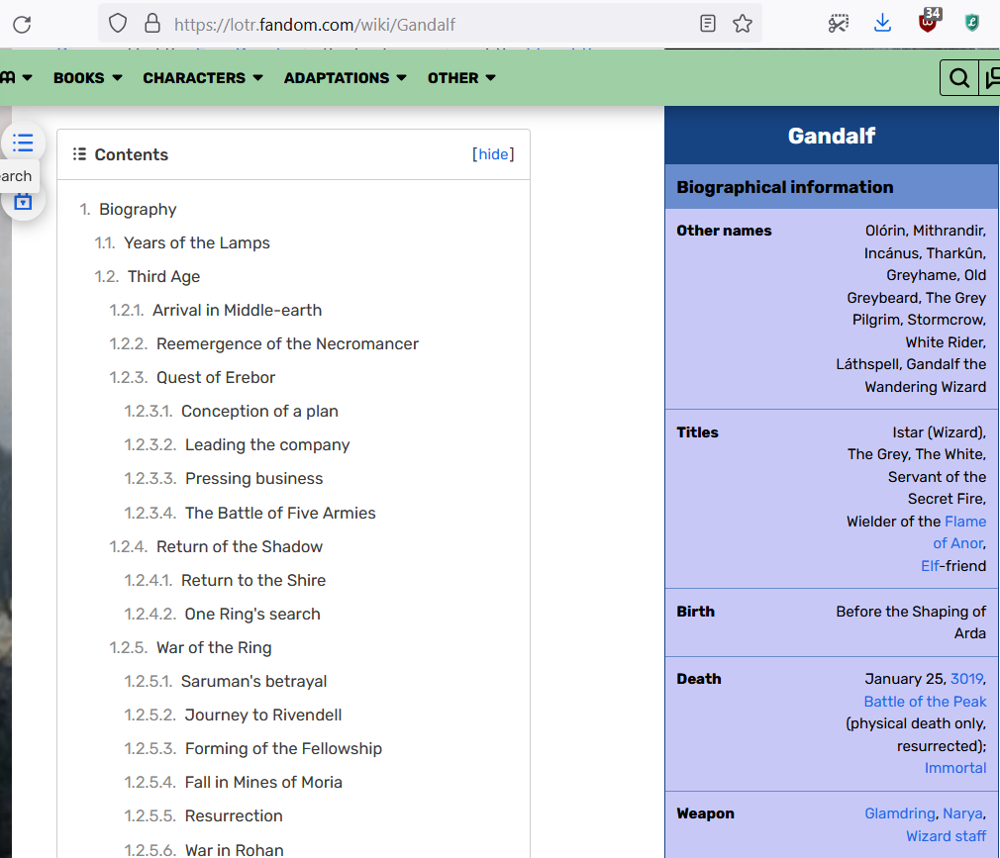 https://lotr.fandom.com/wiki/Gandalf
34
BOOKS
CHARACTERS
ADAPTATIONS
OTHER
earch
Contents
[hide]
1. Biography
1.1. Years of the Lamps
1.2. Third Age
1.2.1. Arrival in Middle-earth
1.2.2. Reemergence of the Necromancer
1.2.3. Quest of Erebor
1.2.3.1. Conception of a plan
1.2.3.2. Leading the company
1.2.3.3. Pressing business
1.2.3.4. The Battle of Five Armies
1.2.4. Return of the Shadow
1.2.4.1. Return to the Shire
1.2.4.2. One Ring's search
1.2.5. War of the Ring
1.2.5.1. Saruman's betrayal
1.2.5.2. Journey to Rivendell
1.2.5.3. Forming of the Fellowship
1.2.5.4. Fall in Mines of Moria
1.2.5.5. Resurrection
1.2.5.6. War in Rohan
Gandalf
Biographical information
Other names
Olórin, Mithrandir,
Incánus, Tharkûn,
Greyhame, Old
Greybeard, The Grey
Pilgrim, Stormcrow,
White Rider,
Láthspell, Gandalf the
Wandering Wizard
Titles
Istar (Wizard),
The Grey, The White,
Servant of the
Secret Fire,
Wielder of the Flame
of Anor,
Elf-friend
Birth
Before the Shaping of
Arda
Death
January 25, 3019,
Battle of the Peak
(physical death only,
resurrected);
Immortal
Weapon
Glamdring, Narya,
Wizard staff